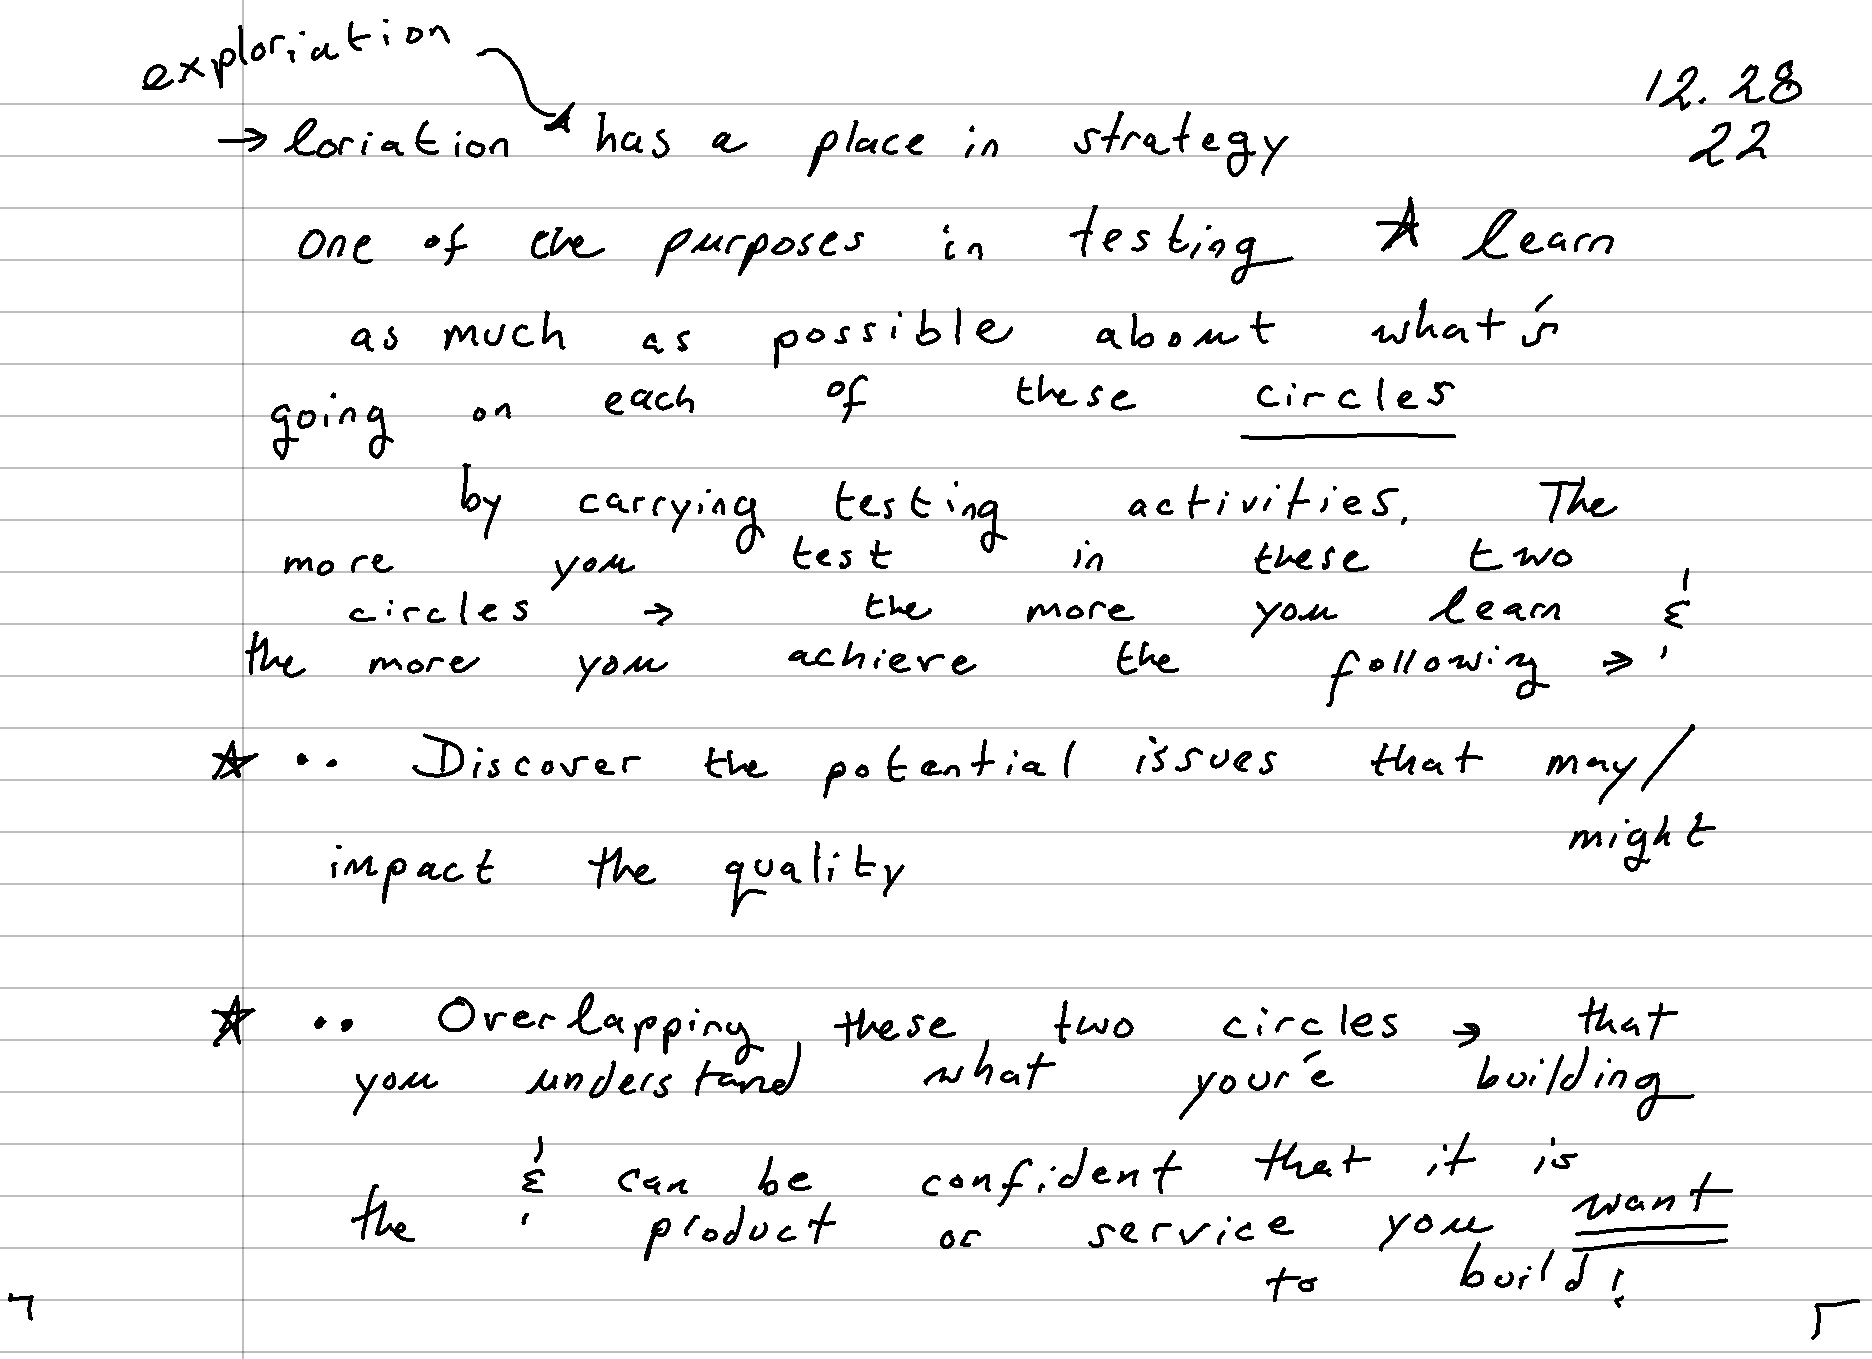 exploriation
12.28
22
→ loriation has a place in strategy
one of the purposes in testing ☆ learn
as much as possible about what's
going on each of these circles
by carrying testing activities. The
more you test in these two
circles → the more you learn &
the more you achieve the following →
☆ .. Discover the potential issues that may/
might
impact the quality
☆ .. Overlapping these two circles → that
you understand what your'e building
& can be confident that it is
the product or service you want
to build!